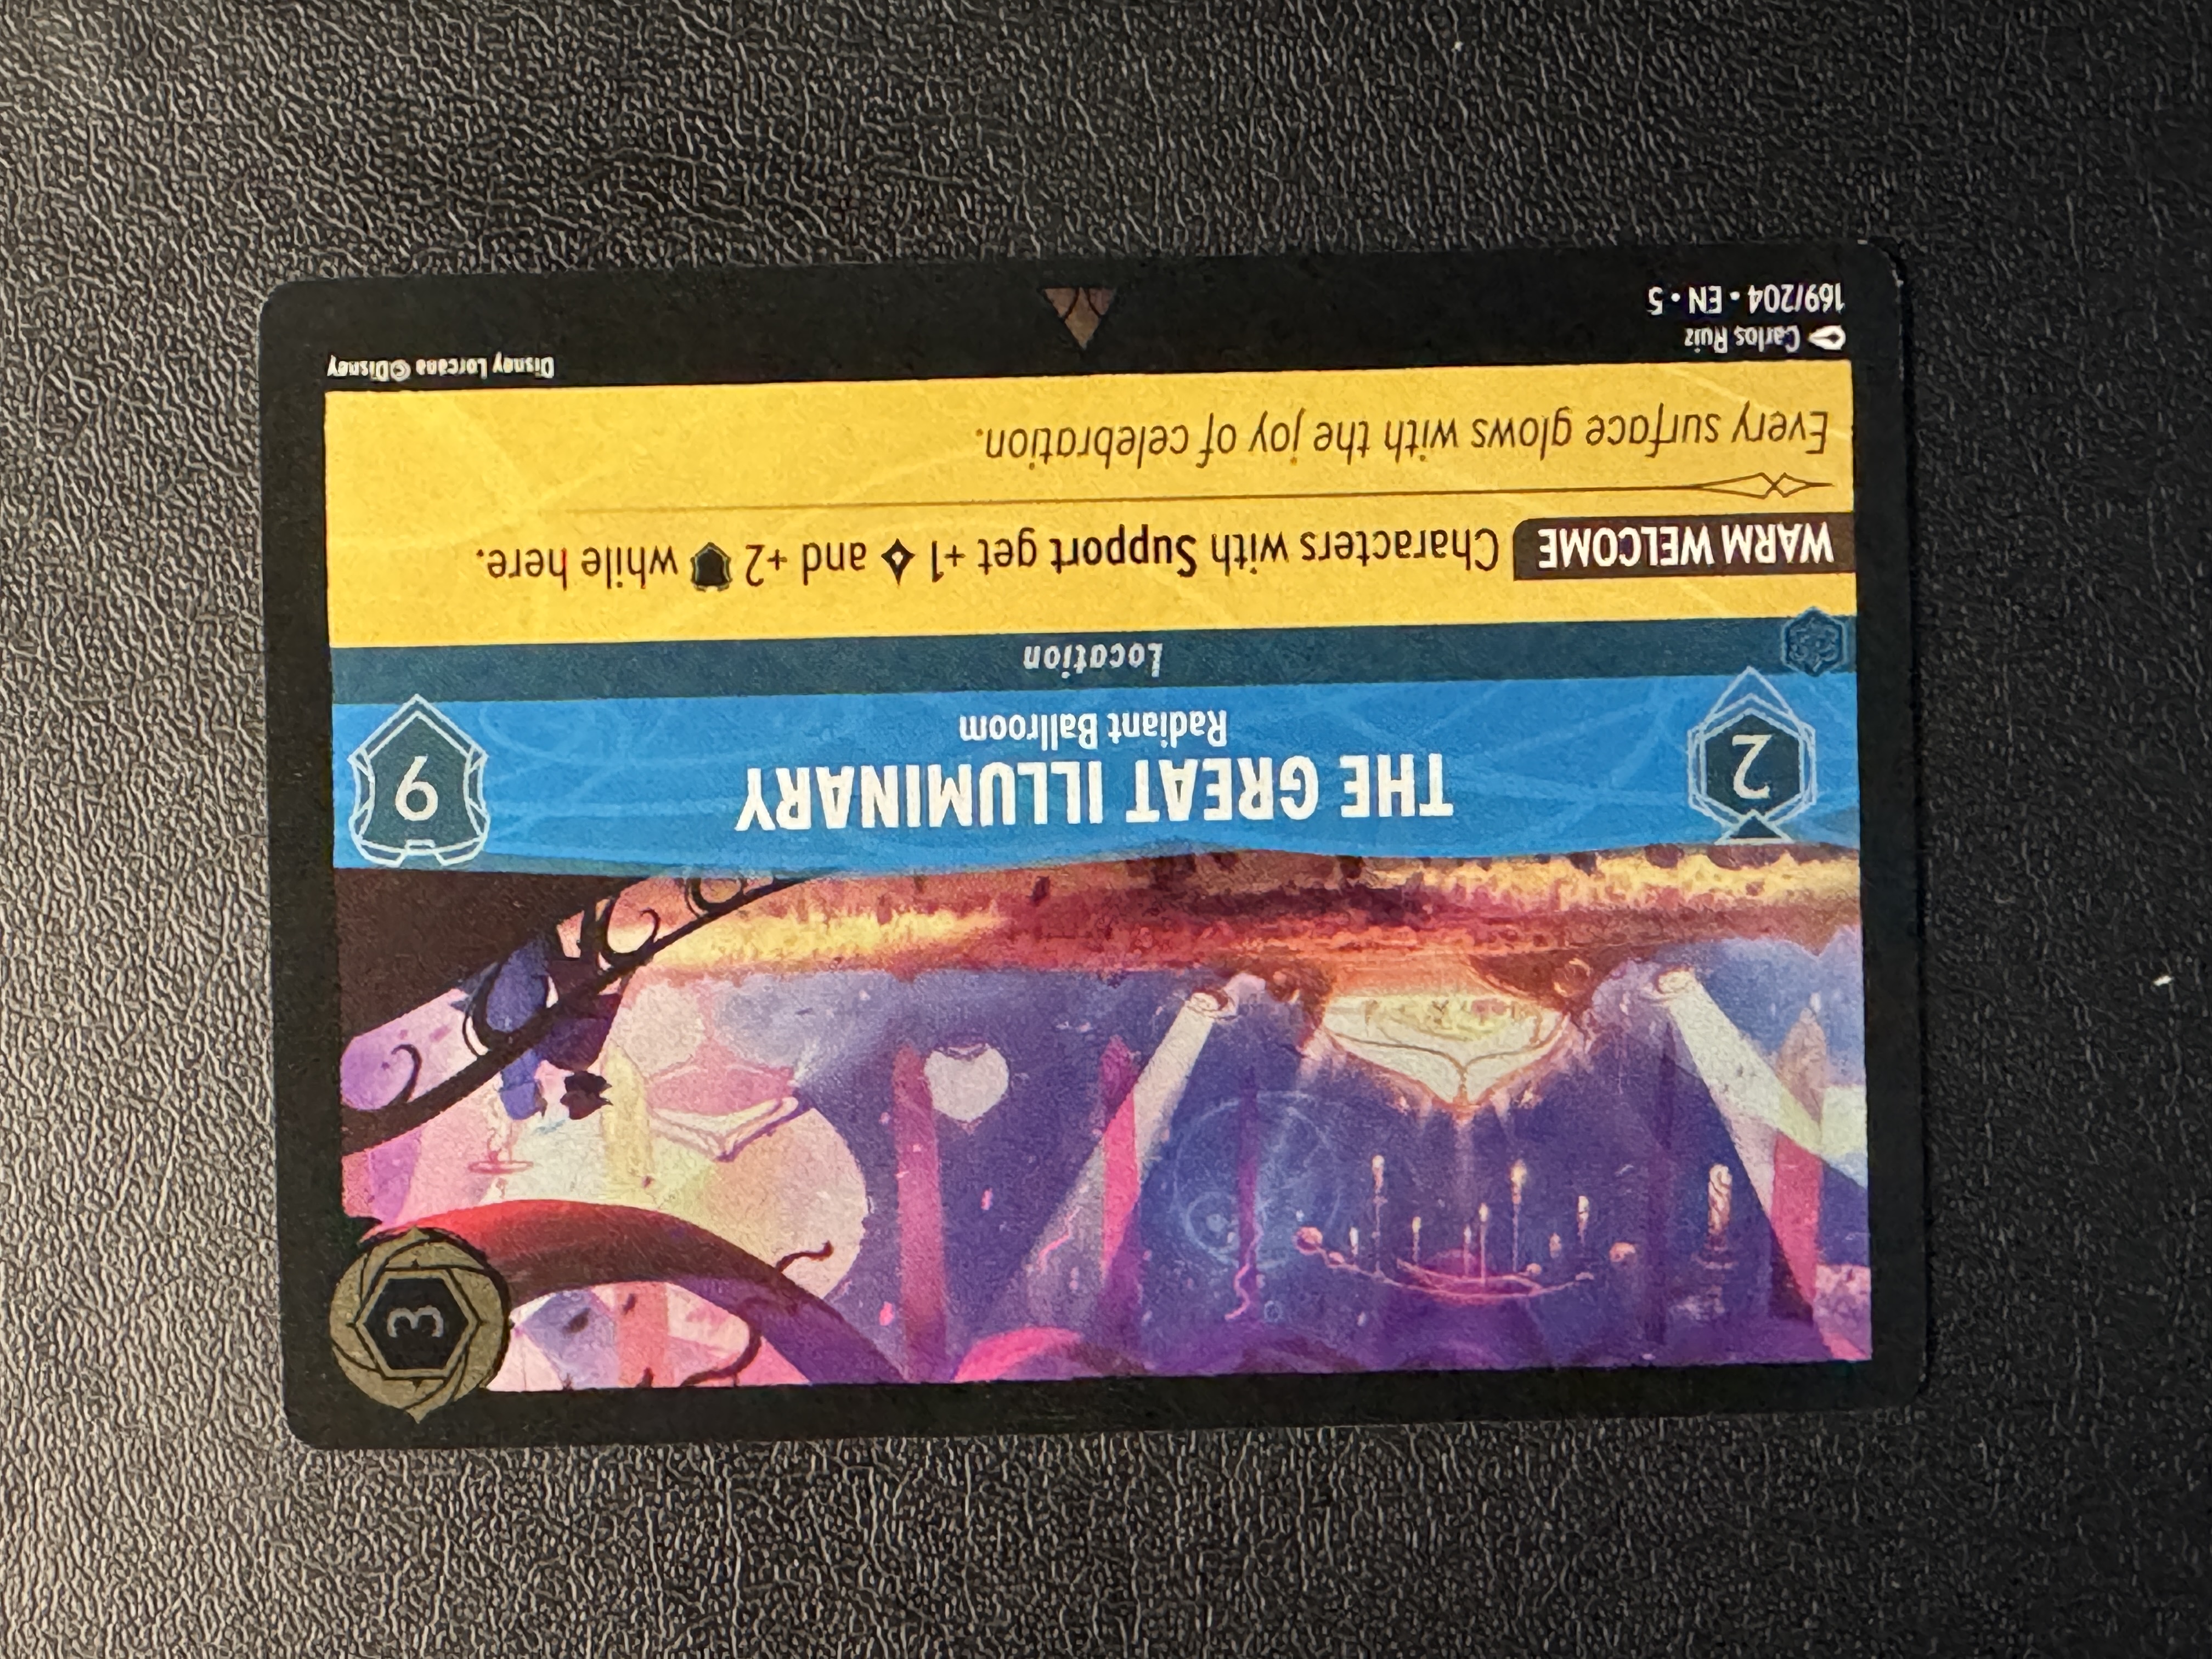 3
2
THE GREAT ILLUMINARY
9
Radiant Ballroom
Location
WARM WELCOME Characters with Support get +1 and +2 while here.
Every surface glows with the joy of celebration.
Carlos Ruiz
169/204 • EN • 5
Disney Lorcana ©Disney